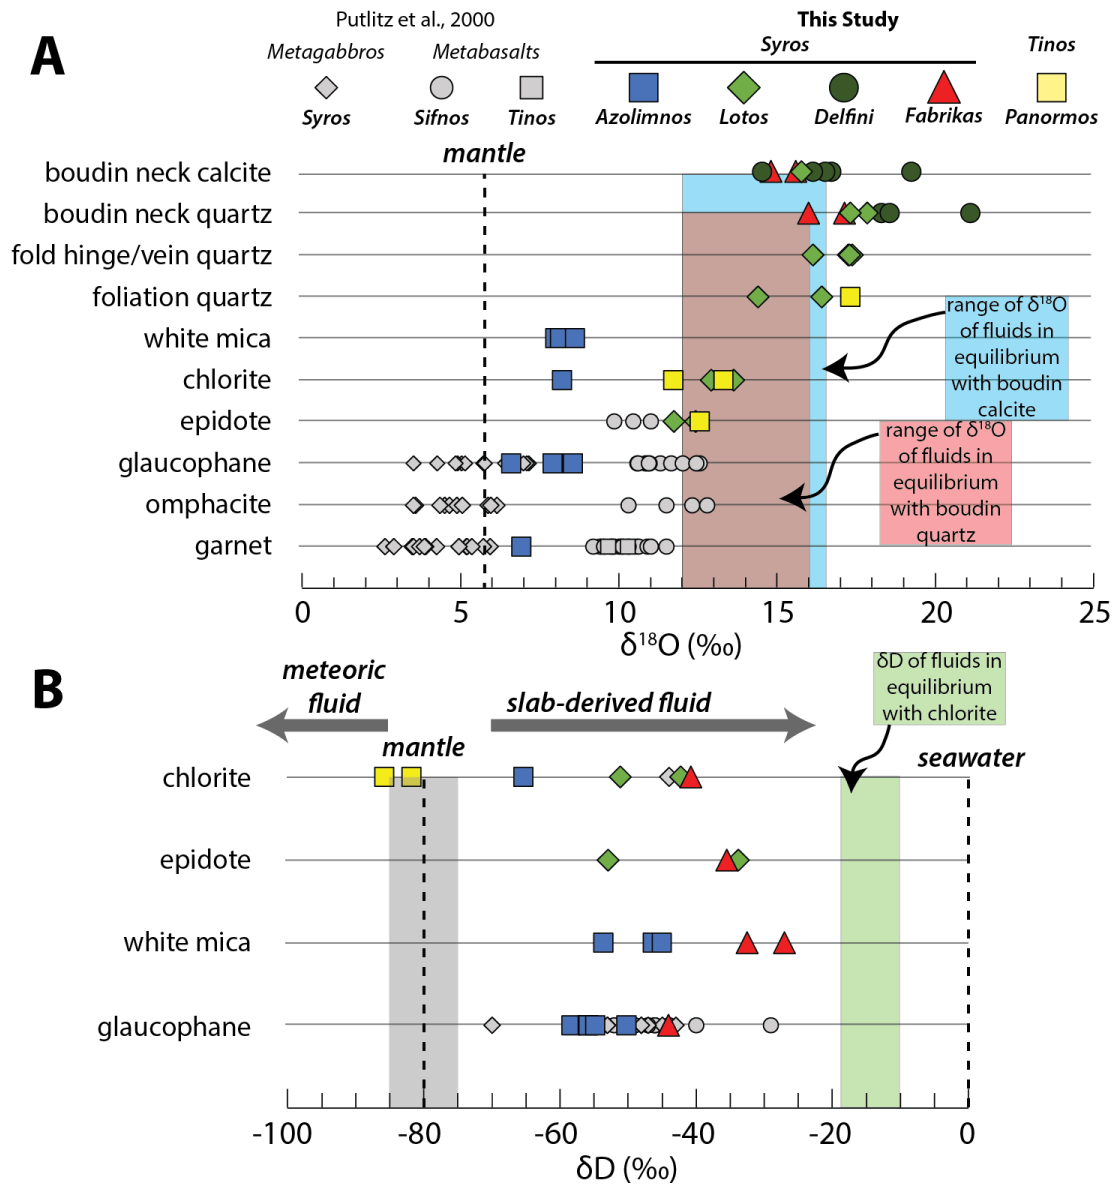 A
Putlitz et al., 2000
This Study
Metagabbros
Metabasalts
Syros
Tinos
Syros
Sifnos
Tinos
Azolimnos
Lotos
Delfini
Fabrikas
Panormos
mantle
boudin neck calcite
boudin neck quartz
fold hinge/vein quartz
foliation quartz
white mica
chlorite
epidote
glaucophane
omphacite
garnet
range of δ¹⁸O
of fluids in
equilibrium
with boudin
calcite
range of δ¹⁸O
of fluids in
equilibrium
with boudin
quartz
0 5 10 15 20 25
δ¹⁸O (‰)
B
meteoric
fluid
slab-derived fluid
δD of fluids in
equilibrium
with chlorite
mantle
seawater
chlorite
epidote
white mica
glaucophane
-100 -80 -60 -40 -20 0
δD (‰)